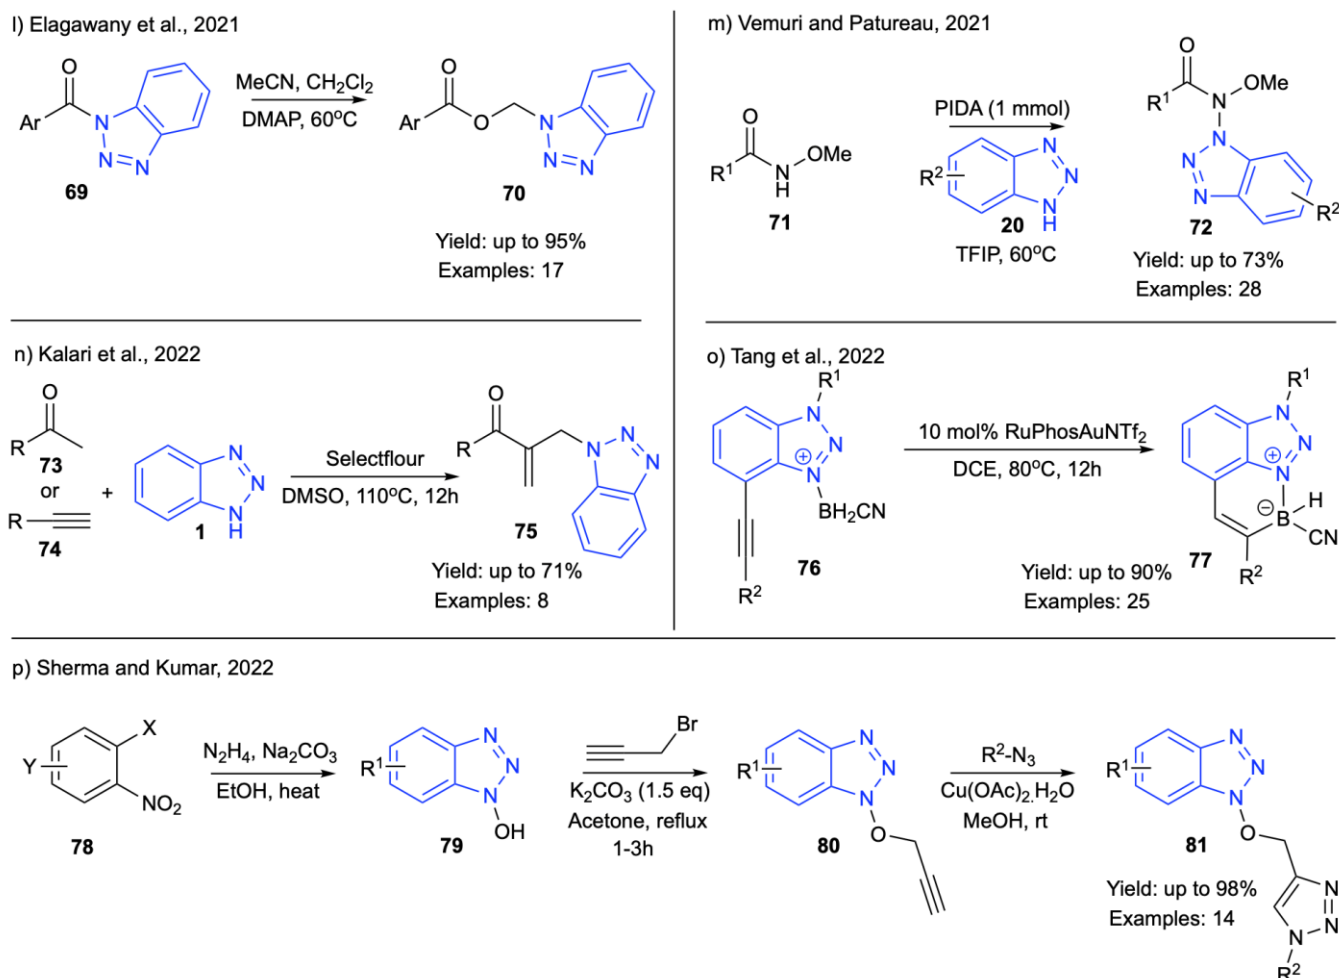 l) Elagawany et al., 2021
O
Ar
N
N
N
69
MeCN, CH2Cl2
DMAP, 60°C
O
Ar
O
N
N
N
70
Yield: up to 95%
Examples: 17
m) Vemuri and Patureau, 2021
O
R1
N
H
OMe
71
PIDA (1 mmol)
R2
N
N
N
H
20
TFIP, 60°C
O
R1
N
OMe
N
N
N
R2
72
Yield: up to 73%
Examples: 28
n) Kalari et al., 2022
O
R
73
or
R
74
+
N
N
N
H
1
Selectflour
DMSO, 110°C, 12h
O
R
N
N
N
75
Yield: up to 71%
Examples: 8
o) Tang et al., 2022
R1
N
N
⊕
N
BH2CN
R2
76
10 mol% RuPhosAuNTf2
DCE, 80°C, 12h
R1
N
N
⊕
N
⊖
B
H
CN
R2
77
Yield: up to 90%
Examples: 25
p) Sherma and Kumar, 2022
Y
X
NO2
78
N2H4, Na2CO3
EtOH, heat
R1
N
N
N
OH
79
Br
K2CO3 (1.5 eq)
Acetone, reflux
1-3h
R1
N
N
N
O
80
R2-N3
Cu(OAc)2.H2O
MeOH, rt
R1
N
N
N
O
81
N
N
N
R2
Yield: up to 98%
Examples: 14